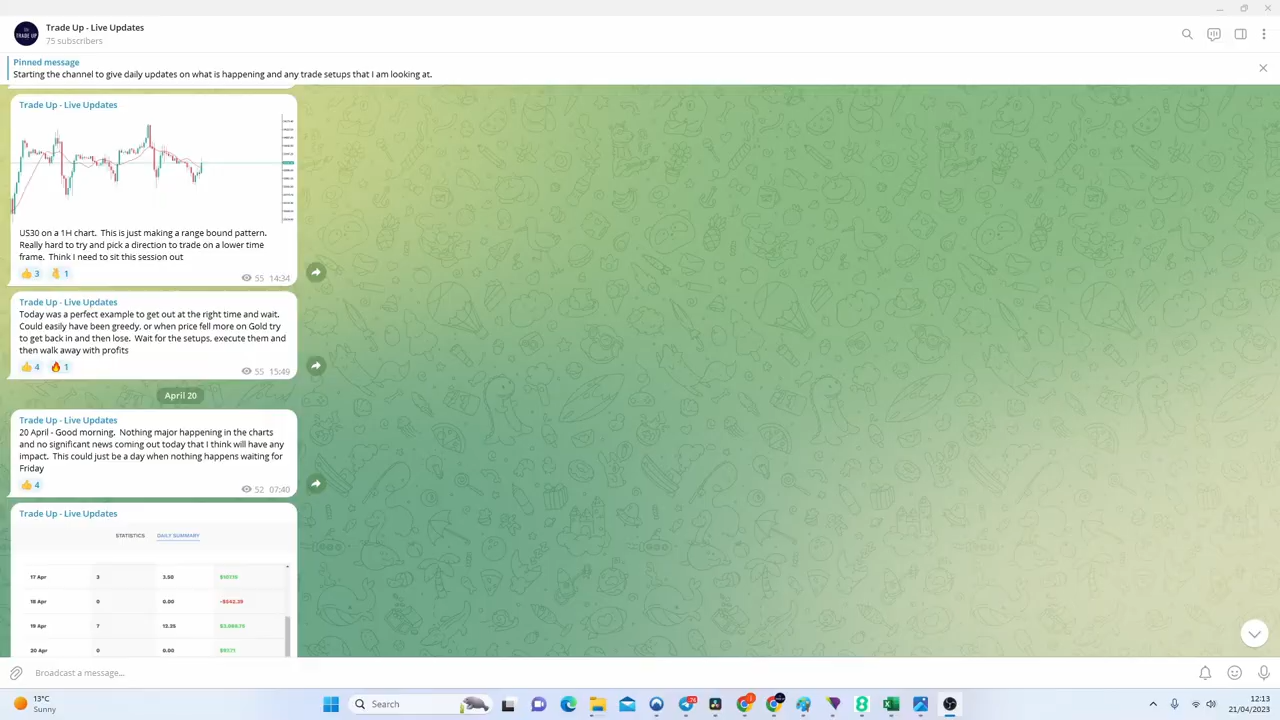 Trade Up - Live Updates
75 subscribers
Pinned message
Starting the channel to give daily updates on what is happening and any trade setups that I am looking at.
Trade Up - Live Updates
US30 on a 1H chart. This is just making a range bound pattern.
Really hard to try and pick a direction to trade on a lower time
frame. Think I need to sit this session out
3 1
55 14:34
Trade Up - Live Updates
Today was a perfect example to get out at the right time and wait.
Could easily have been greedy, or when price fell more on Gold try
to get back in and then lose. Wait for the setups, execute them and
then walk away with profits
4 1
55 15:49
April 20
Trade Up - Live Updates
20 April - Good morning. Nothing major happening in the charts
and no significant news coming out today that I think will have any
impact. This could just be a day when nothing happens waiting for
Friday
4
52 07:40
Trade Up - Live Updates
STATISTICS DAILY SUMMARY
17 Apr 3 3.50
18 Apr 0 0.00
19 Apr 7 13.25
20 Apr 0 0.00
Broadcast a message...
13°C
Sunny
Search
12:13
21/04/2023